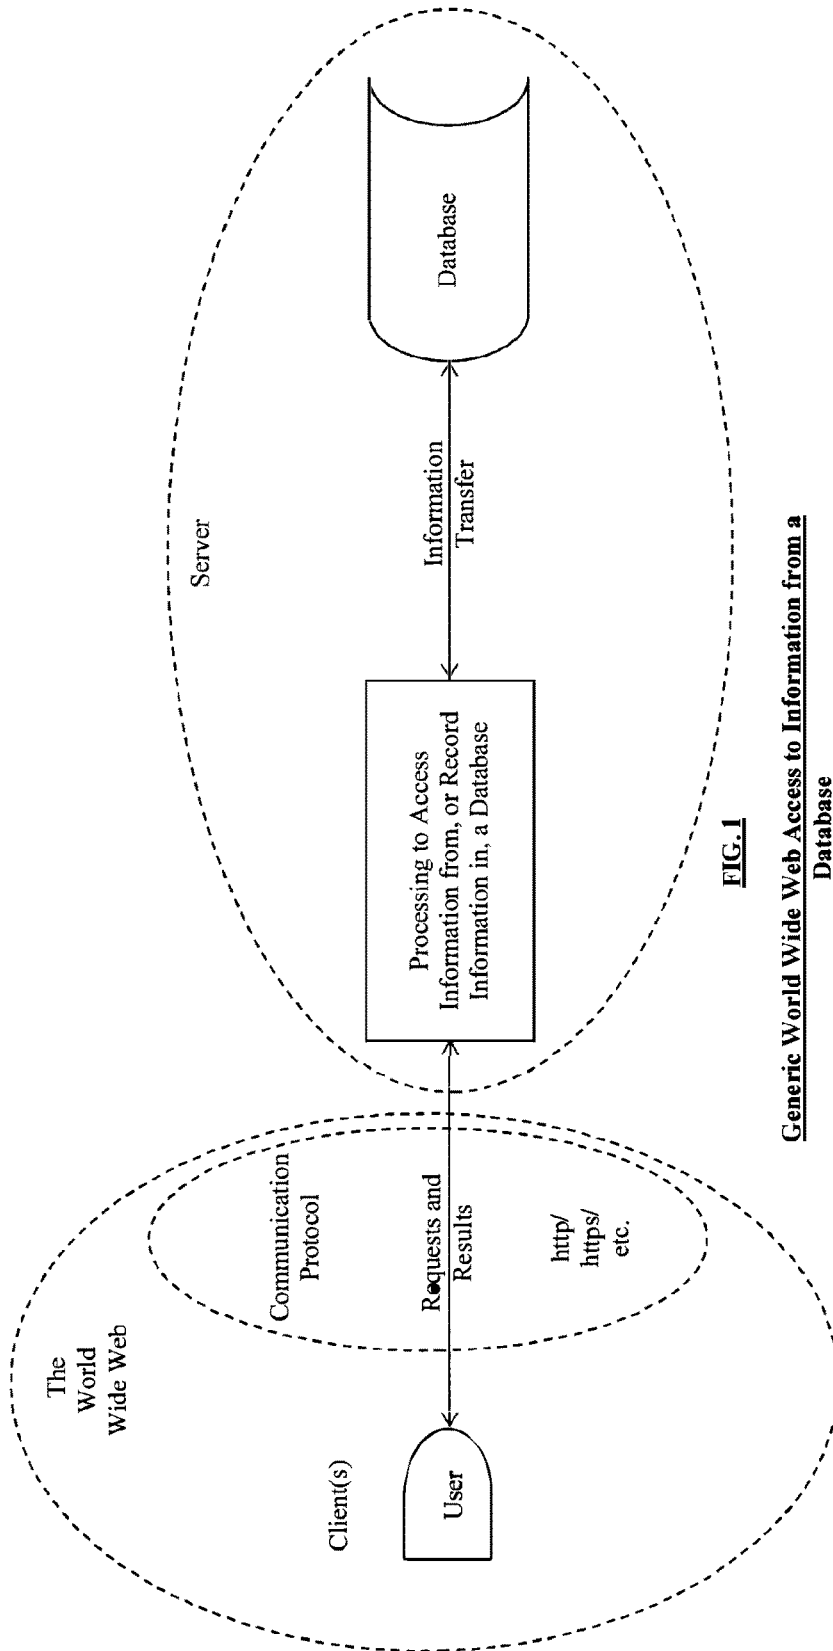 The
World
Wide Web
Client(s)
User
Communication
Protocol
Requests and
Results
http/
https/
etc.
Server
Processing to Access
Information from, or Record
Information in, a Database
Information
Transfer
Database
FIG.1
Generic World Wide Web Access to Information from a
Database